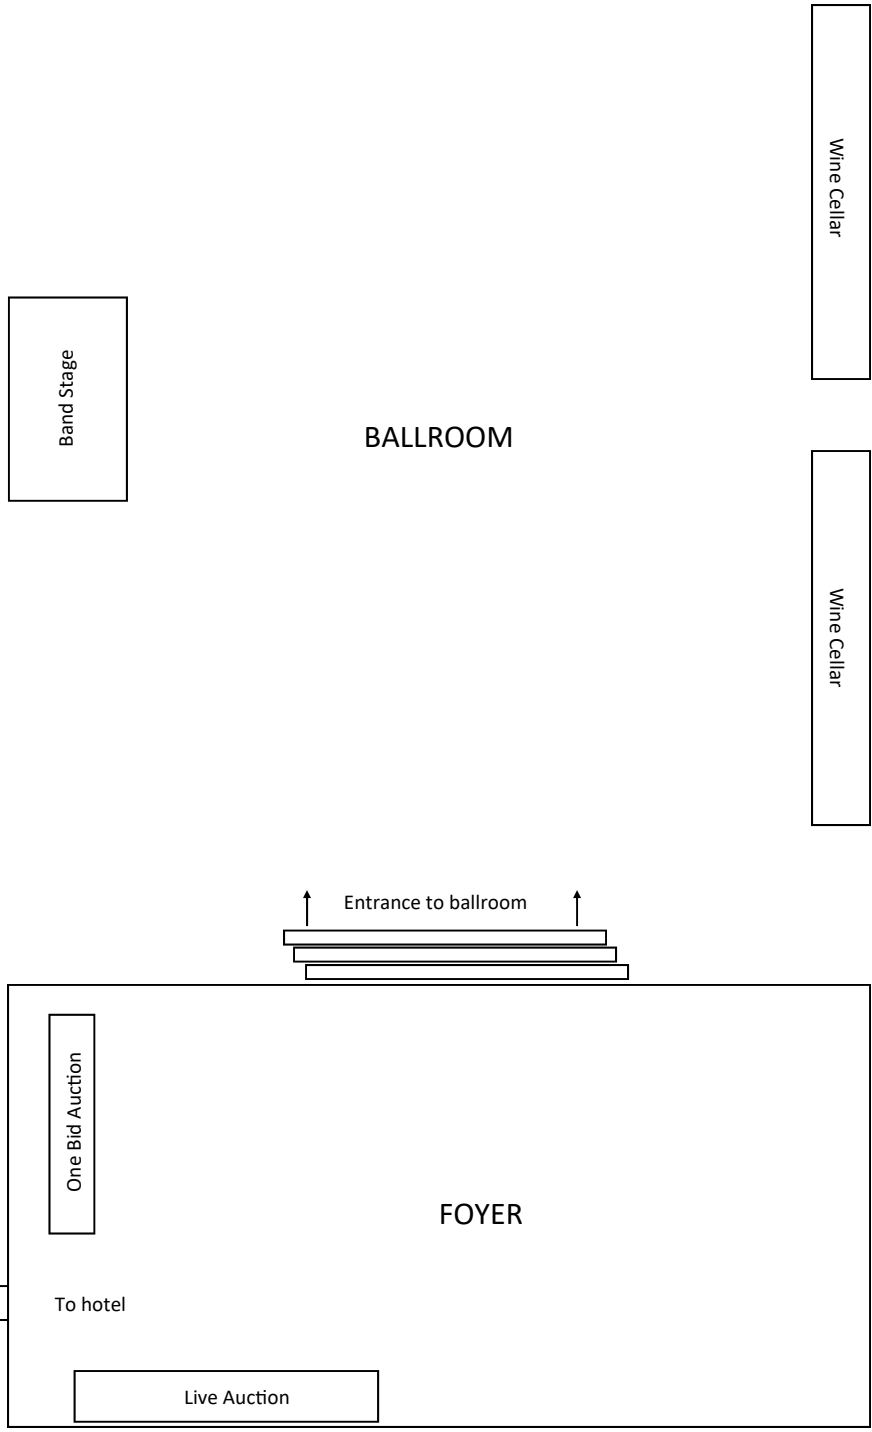 Wine Cellar
Band Stage
BALLROOM
Wine Cellar
Entrance to ballroom
One Bid Auction
FOYER
To hotel
Live Auction